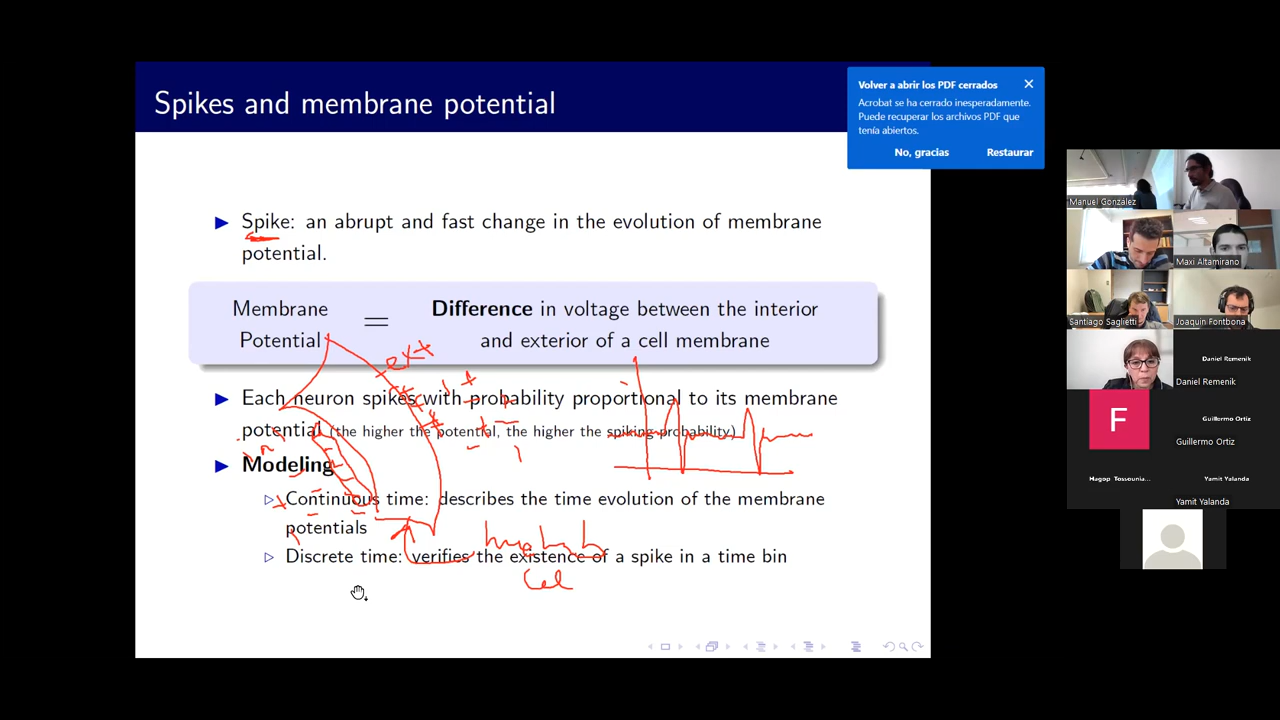 Spikes and membrane potential
Volver a abrir los PDF cerrados
Acrobat se ha cerrado inesperadamente.
Puede recuperar los archivos PDF que
tenía abiertos.
No, gracias Restaurar
Spike: an abrupt and fast change in the evolution of membrane
potential.
Membrane
Potential
=
Difference in voltage between the interior
and exterior of a cell membrane
ext
Each neuron spikes with probability proportional to its membrane
potential (the higher the potential, the higher the spiking probability)
Modeling
Continuous time: describes the time evolution of the membrane
potentials
Discrete time: verifies the existence of a spike in a time bin
Cel
Manuel González
Maxi Altamirano
Santiago Saglietti
Joaquin Fontbona
Daniel Remenik
Daniel Remenik
F
Guillermo Ortiz
Guillermo Ortiz
Hagop Tossounia...
Yamit Yalanda
Yamit Yalanda